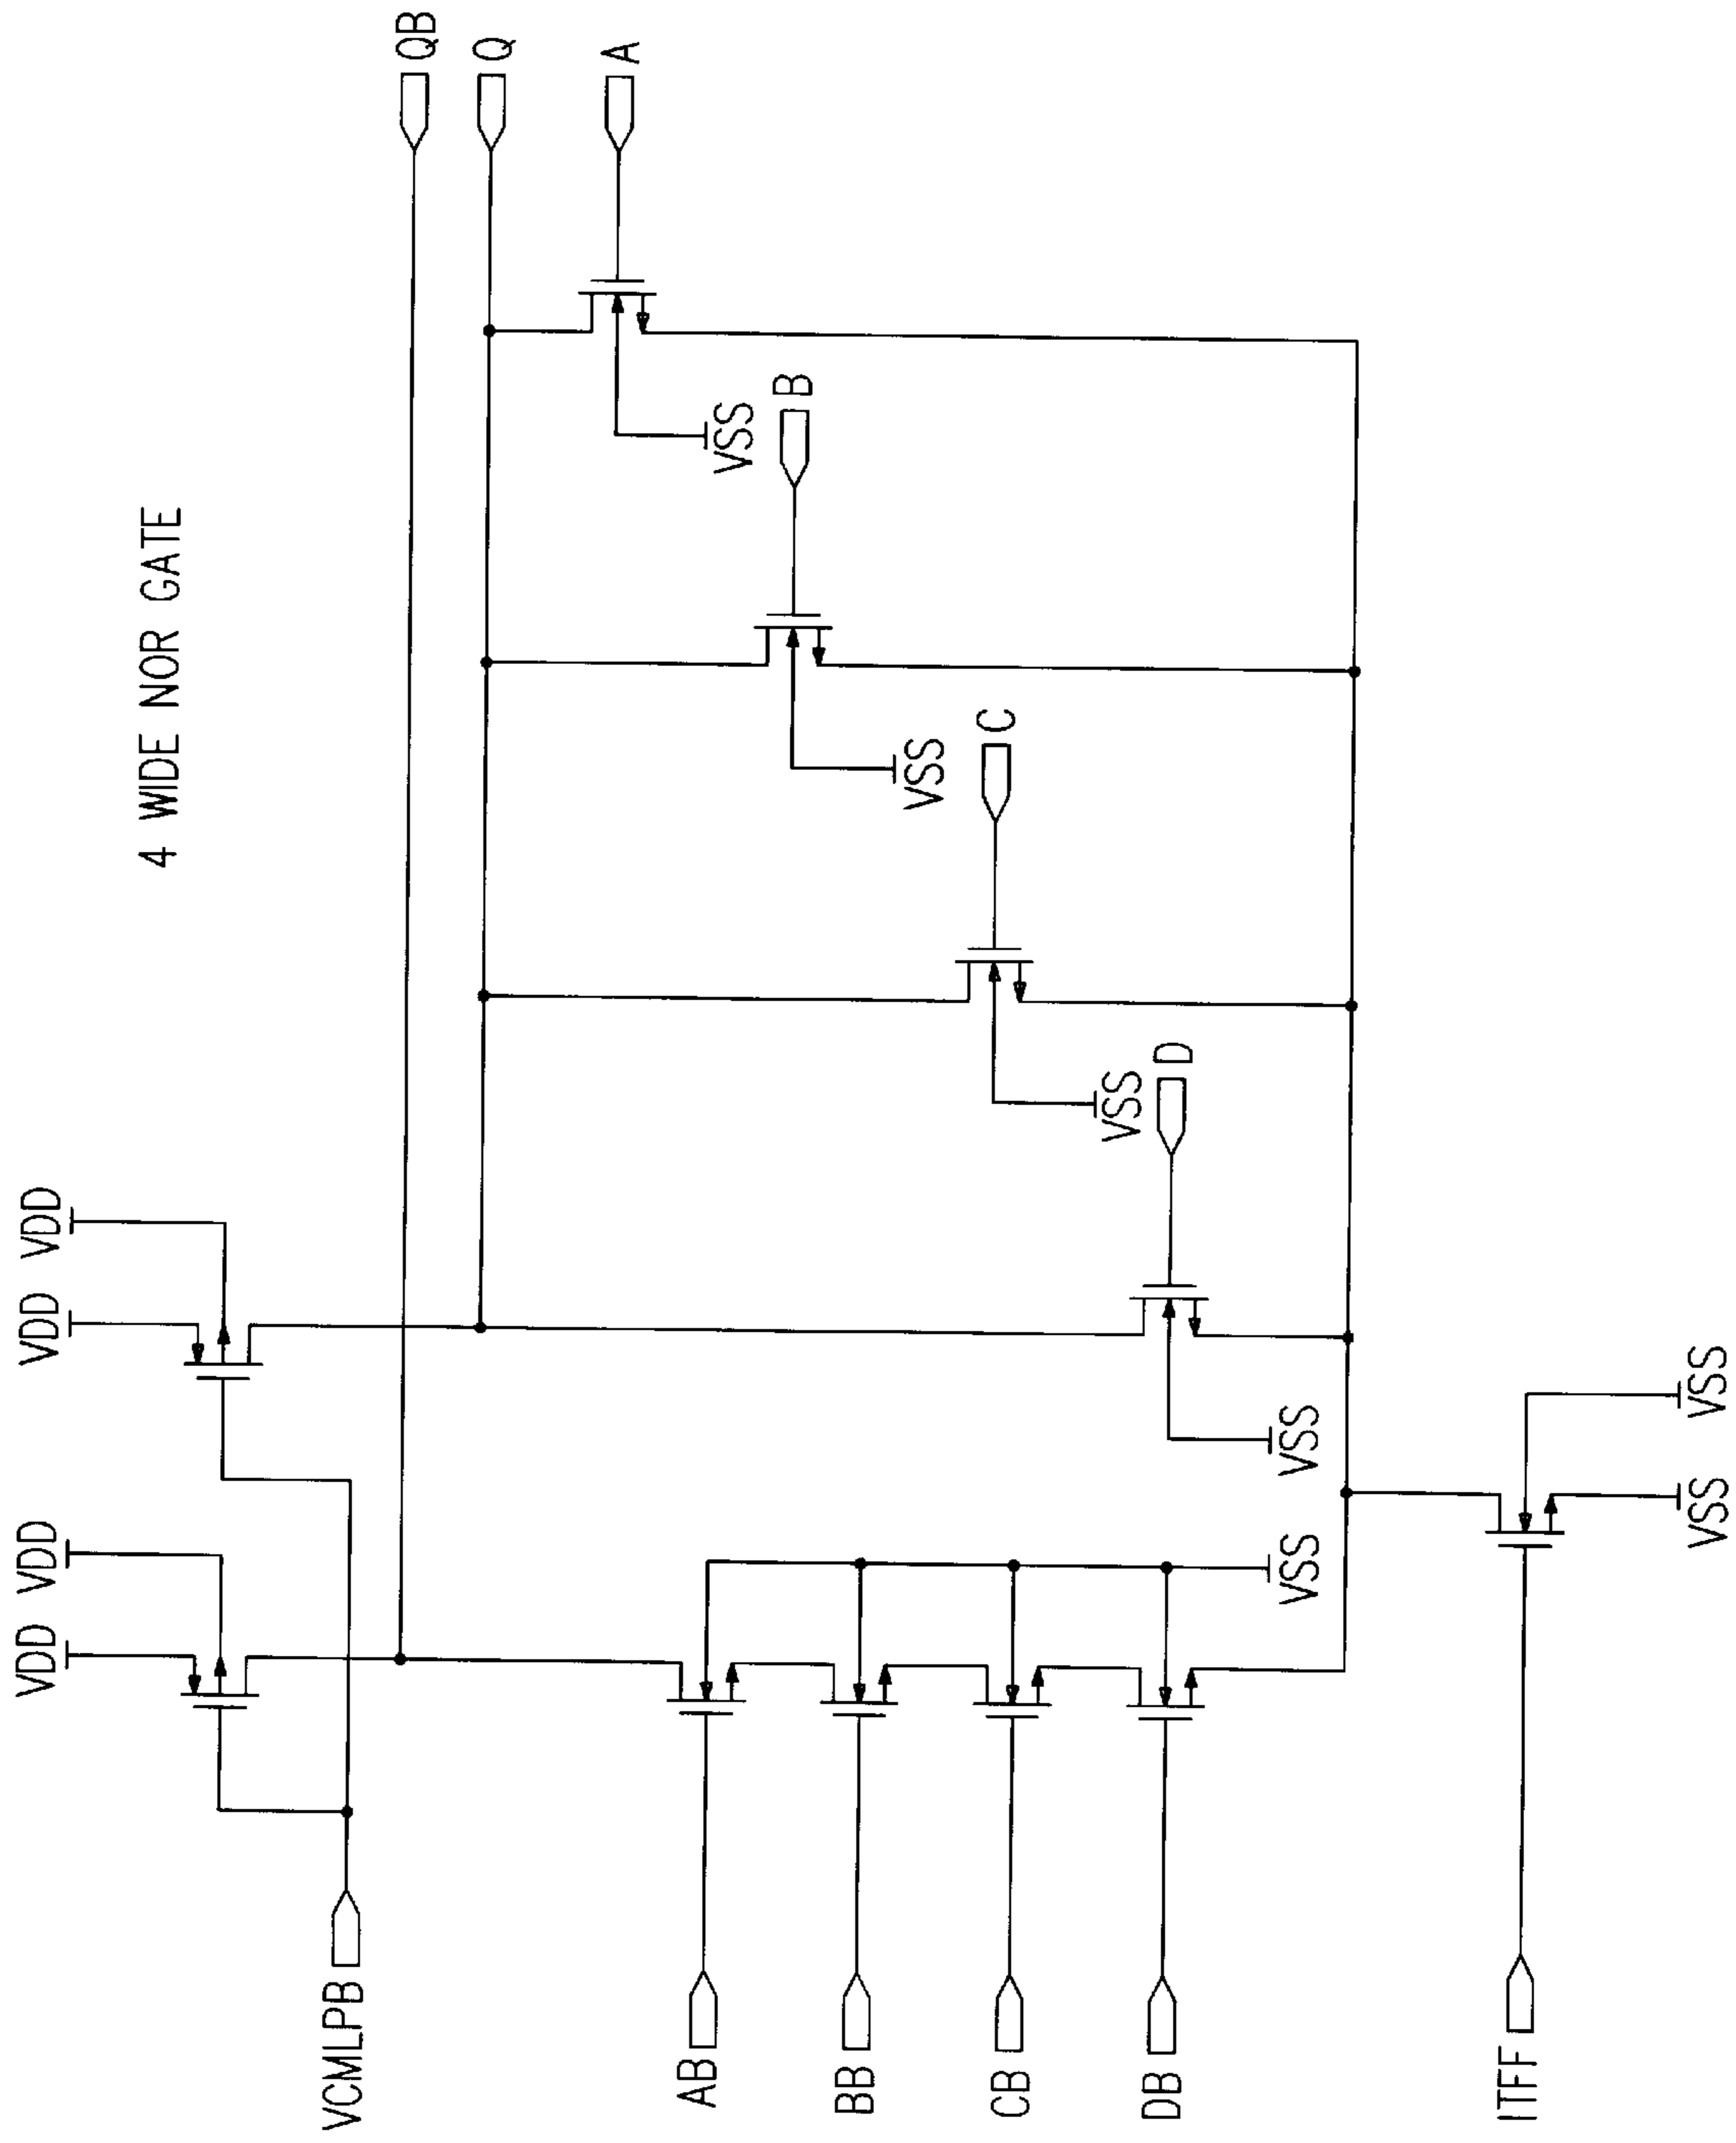 4 WIDE NOR GATE
VDD
VDD
VDD
VDD
VCMLPB
QB
Q
A
VSS
B
VSS
C
VSS
D
VSS
AB
BB
CB
DB
VSS
ITFF
VSS
VSS